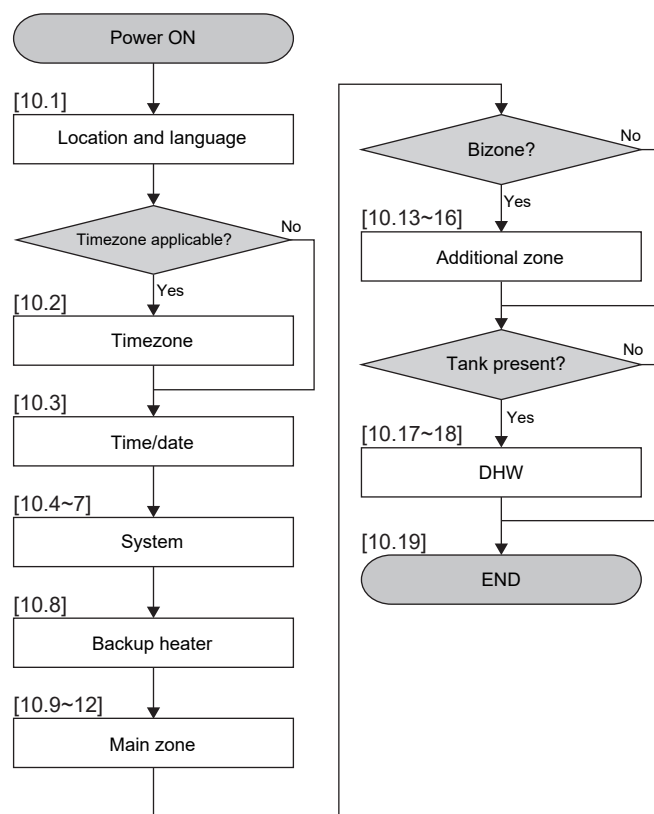 Power ON
[10.1]
Location and language
Timezone applicable?
No
Yes
[10.2]
Timezone
[10.3]
Time/date
[10.4~7]
System
[10.8]
Backup heater
[10.9~12]
Main zone
Bizone?
No
Yes
[10.13~16]
Additional zone
Tank present?
No
Yes
[10.17~18]
DHW
[10.19]
END